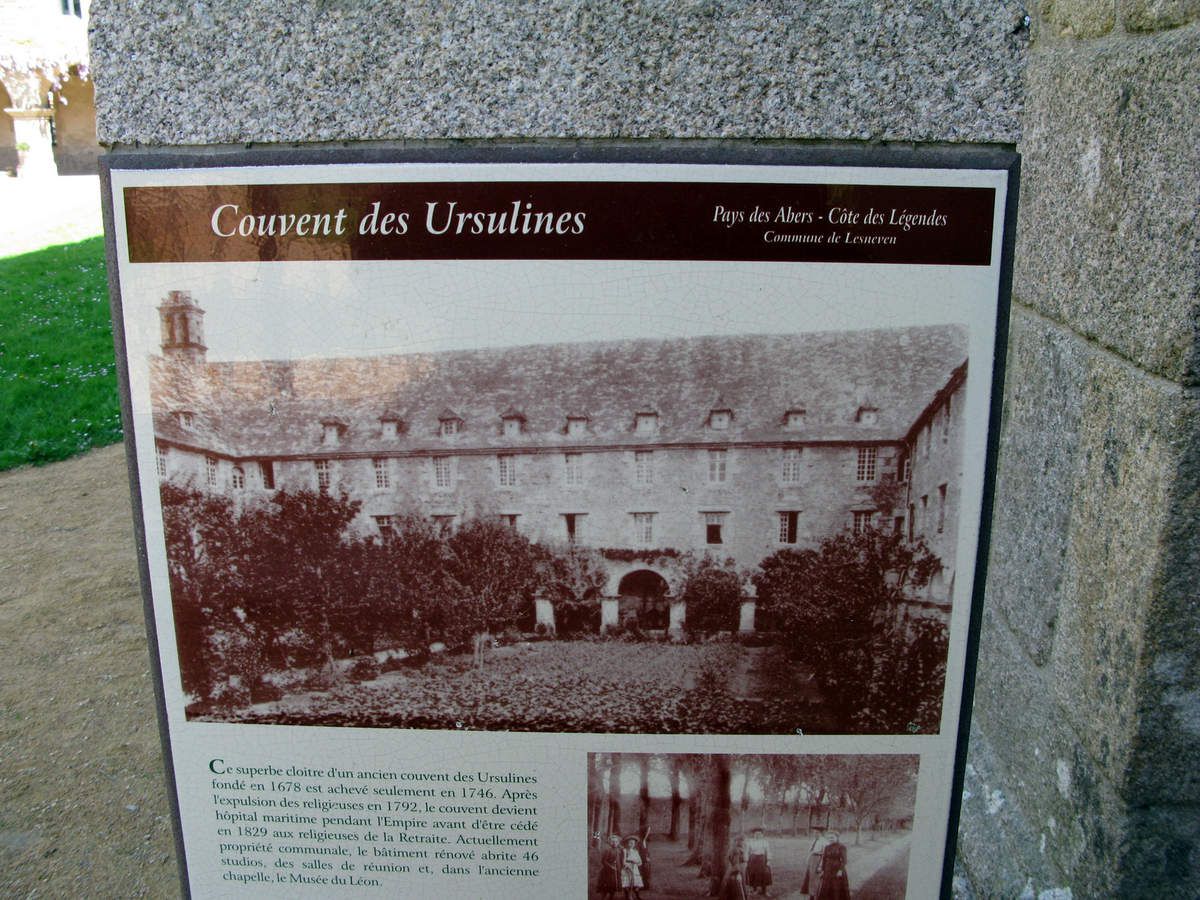 Couvent des Ursulines
Pays des Abers - Côte des Légendes
Commune de Lesneven
Ce superbe cloitre d'un ancien couvent des Ursulines
fondé en 1678 est achevé seulement en 1746. Après
l'expulsion des religieuses en 1792, le couvent devient
hôpital maritime pendant l'Empire avant d'être cédé
en 1829 aux religieuses de la Retraite. Actuellement
propriété communale, le bâtiment rénové abrite 46
studios, des salles de réunion et, dans l'ancienne
chapelle, le Musée du Léon.